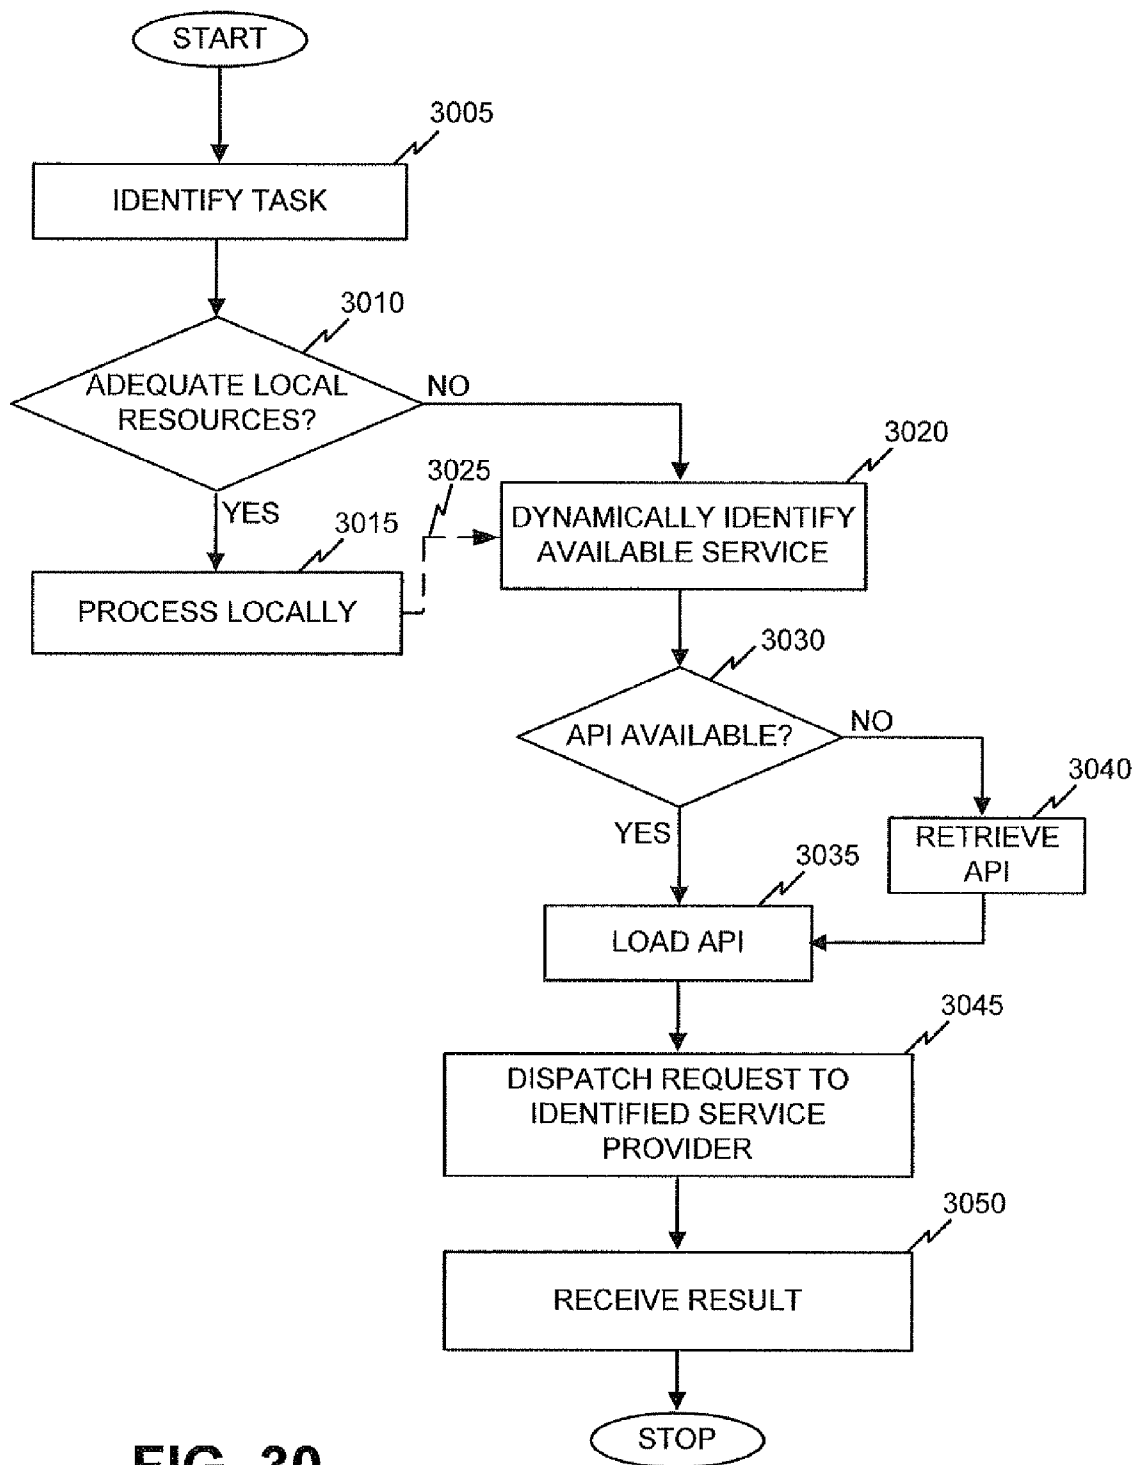 START
3005
IDENTIFY TASK
3010
ADEQUATE LOCAL
RESOURCES?
NO
3020
3025
YES
3015
DYNAMICALLY IDENTIFY
AVAILABLE SERVICE
PROCESS LOCALLY
3030
API AVAILABLE?
NO
3040
YES
RETRIEVE
API
3035
LOAD API
3045
DISPATCH REQUEST TO
IDENTIFIED SERVICE
PROVIDER
3050
RECEIVE RESULT
STOP
FIG. 30